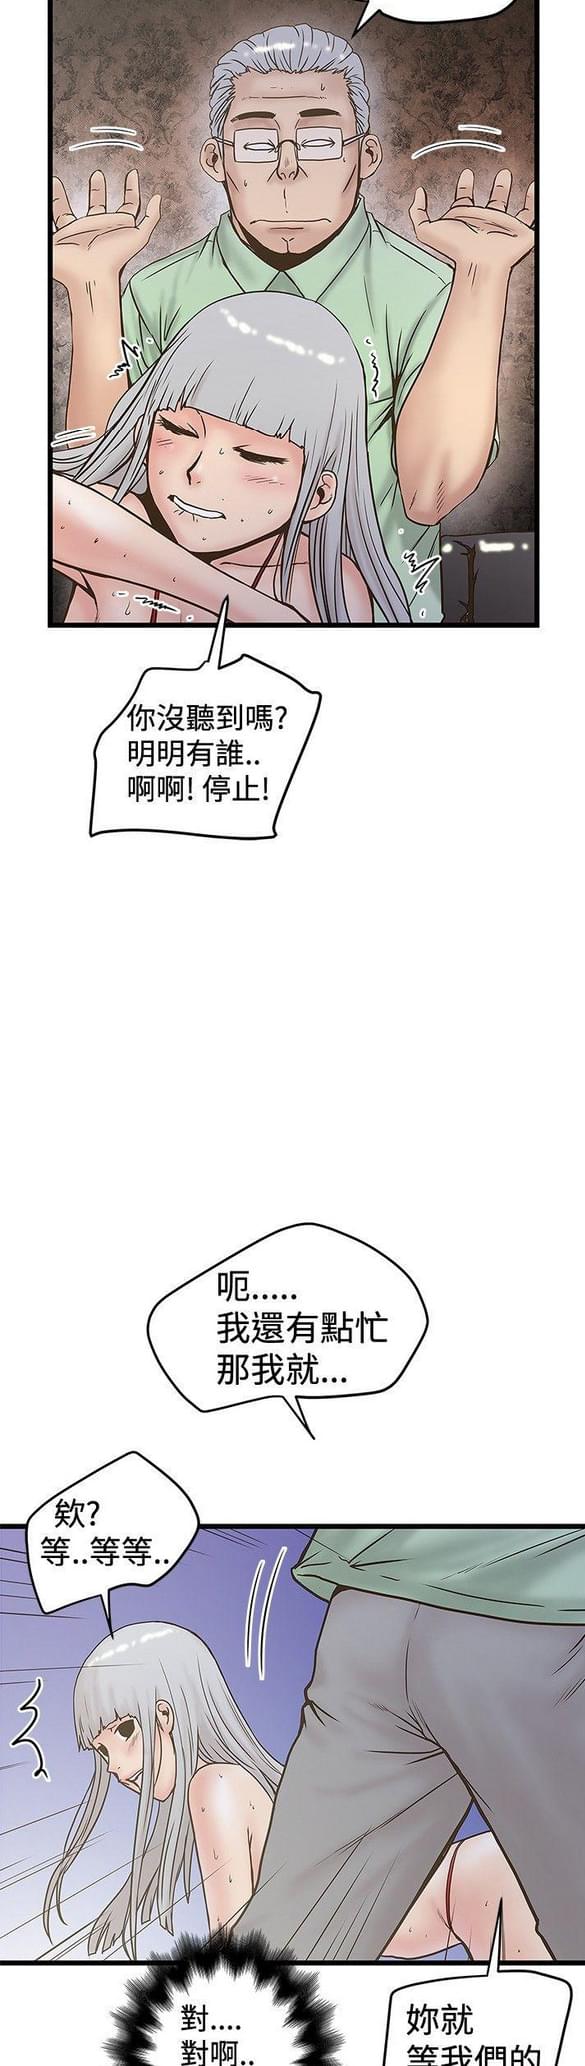 你沒聽到嗎?
明明有誰..
啊啊! 停止!
呃.....
我還有點忙
那我就...
欸?
等..等等..
對....
對啊..
妳就
等我們的